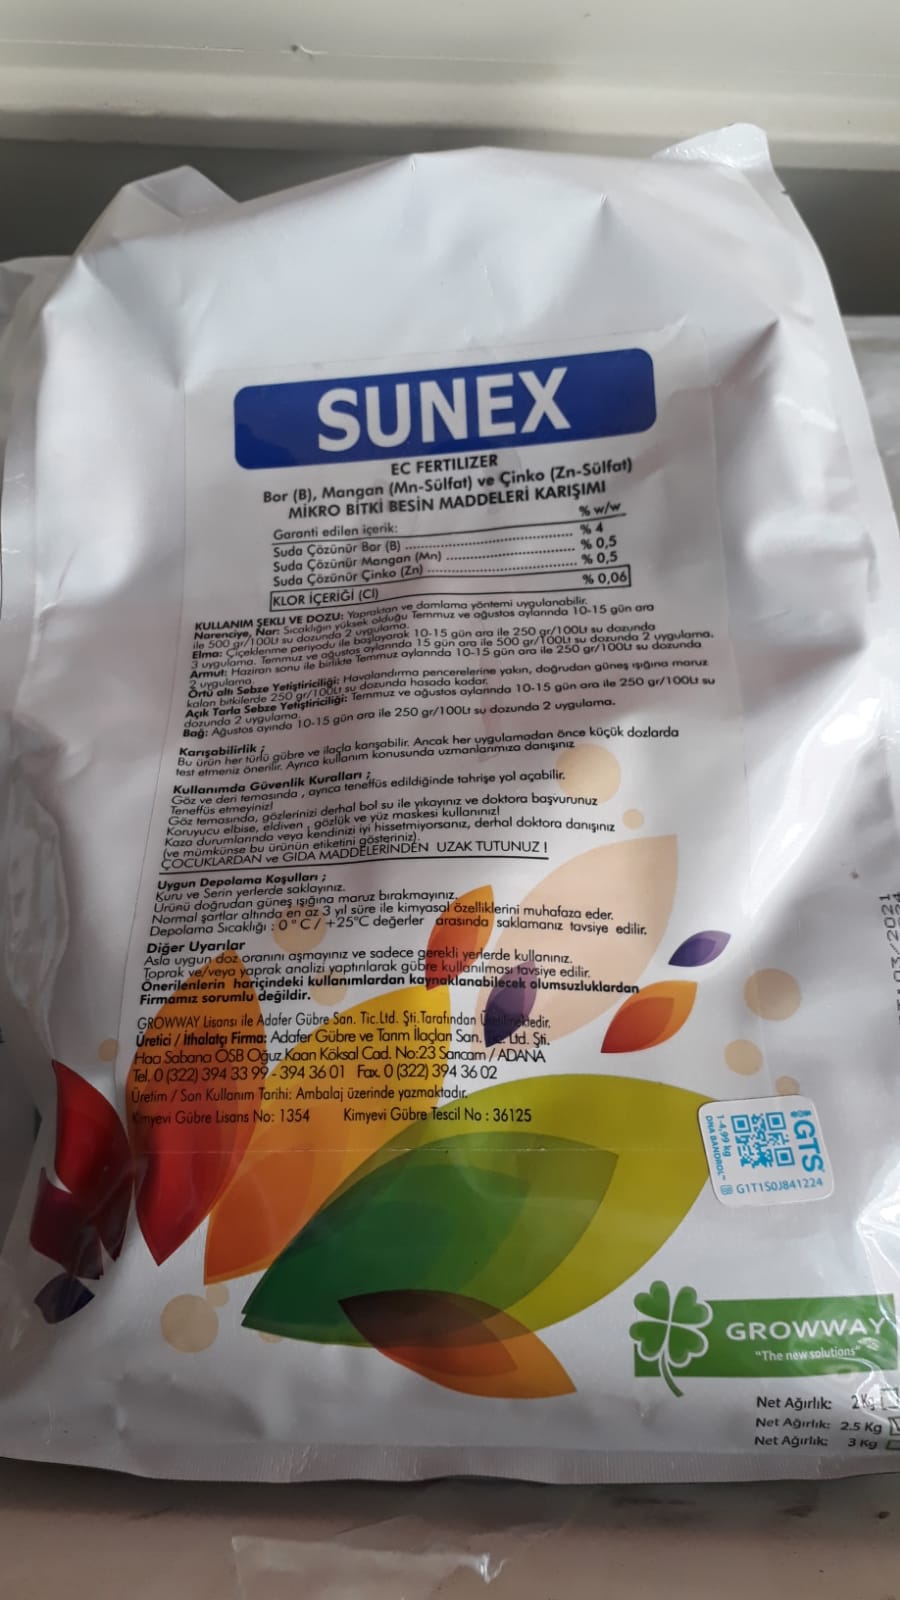 SUNEX
EC FERTILIZER
Bor (B), Mangan (Mn-Sülfat) ve Çinko (Zn-Sülfat)
MİKRO BİTKİ BESİN MADDELERİ KARIŞIMI
Garanti edilen içerik: % w/w
Suda Çözünür Bor (B) ........ % 4
Suda Çözünür Mangan (Mn) ........ % 0,5
Suda Çözünür Çinko (Zn) ........ % 0,5
KLOR İÇERİĞİ (Cl) % 0,06
KULLANIM ŞEKLI VE DOZU: Yapraktan ve damlama yöntemi uygulanabilir.
Narenciye, Nar: Sıcaklığın yüksek olduğu Temmuz ve ağustos aylarında 10-15 gün ara
ile 500 gr/100Lt su dozunda 2 uygulama.
Elma: Çiçeklenme periyodu ile başlayarak 10-15 gün ara ile 250 gr/100Lt su dozunda
3 uygulama. Temmuz ve ağustos aylarında 15 gün ara ile 500 gr/100Lt su dozunda 2 uygulama.
Armut: Haziran sonu ile birlikte Temmuz aylarında 10-15 gün ara ile 250 gr/100Lt su dozunda
2 uygulama.
Örtü altı Sebze Yetiştiriciliği: Havalandırma pencerelerine yakın, doğrudan güneş ışığına maruz
kalan bitkilerde 250 gr/100Lt su dozunda hasada kadar.
Açık Tarla Sebze Yetiştiriciliği: Temmuz ve ağustos aylarında 10-15 gün ara ile 250 gr/100Lt su
dozunda 2 uygulama.
Bağ: Ağustos ayında 10-15 gün ara ile 250 gr/100Lt su dozunda 2 uygulama.
Karışabilirlik ;
Bu ürün her türlü gübre ve ilaçla karışabilir. Ancak her uygulamadan önce küçük dozlarda
test etmeniz önerilir. Ayrıca kullanım konusunda uzmanlarımıza danışınız
Kullanımda Güvenlik Kuralları ;
Göz ve deri temasında , ayrıca teneffüs edildiğinde tahrişe yol açabilir.
Teneffüs etmeyiniz!
Göz temasında, gözlerinizi derhal bol su ile yıkayınız ve doktora başvurunuz
Koruyucu elbise, eldiven , gözlük ve yüz maskesi kullanınız!
Kaza durumlarında veya kendinizi iyi hissetmiyorsanız, derhal doktora danışınız
(ve mümkünse bu ürünün etiketini gösteriniz).
ÇOCUKLARDAN ve GIDA MADDELERİNDEN UZAK TUTUNUZ !
Uygun Depolama Koşulları ;
Kuru ve Serin yerlerde saklayınız.
Ürünü doğrudan güneş ışığına maruz bırakmayınız.
Normal şartlar altında en az 3 yıl süre ile kimyasal özelliklerini muhafaza eder.
Depolama Sıcaklığı : 0°C / +25°C değerler arasında saklamanız tavsiye edilir.
Diğer Uyarılar
Asla uygun doz oranını aşmayınız ve sadece gerekli yerlerde kullanınız.
Toprak ve/veya yaprak analizi yaptırılarak gübre kullanılması tavsiye edilir.
Önerilenlerin hariçindeki kullanımlardan kaynaklanabilecek olumsuzluklardan
Firmamız sorumlu değildir.
GROWWAY Lisansı ile Adafer Gübre San. Tic.Ltd. Şti.Tarafından
Üretici / İthalatçı Firma: Adafer Gübre ve Tarım İlaçları San. Tic. Ltd. Şti.
Hacı Sabancı OSB Oğuz Kaan Köksal Cad. No:23 Sarıçam / ADANA
Tel. 0 (322) 394 33 99 - 394 36 01 Fax. 0 (322) 394 36 02
Üretim / Son Kullanım Tarihi: Ambalaj üzerinde yazmaktadır.
Kimyevi Gübre Lisans No: 1354 Kimyevi Gübre Tescil No : 36125
GTS
1-4,99 kg
DNA BANDROL
G1T1S0J841224
GROWWAY
"The new solutions"
Net Ağırlık: 2 Kg
Net Ağırlık: 2.5 Kg
Net Ağırlık: 3 Kg
03/2021